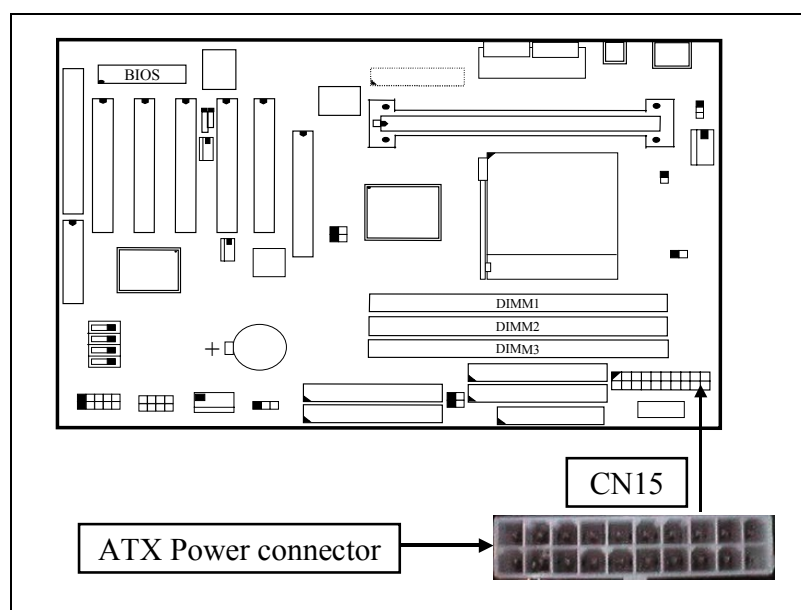 BIOS
DIMM1
DIMM2
DIMM3
CN15
ATX Power connector